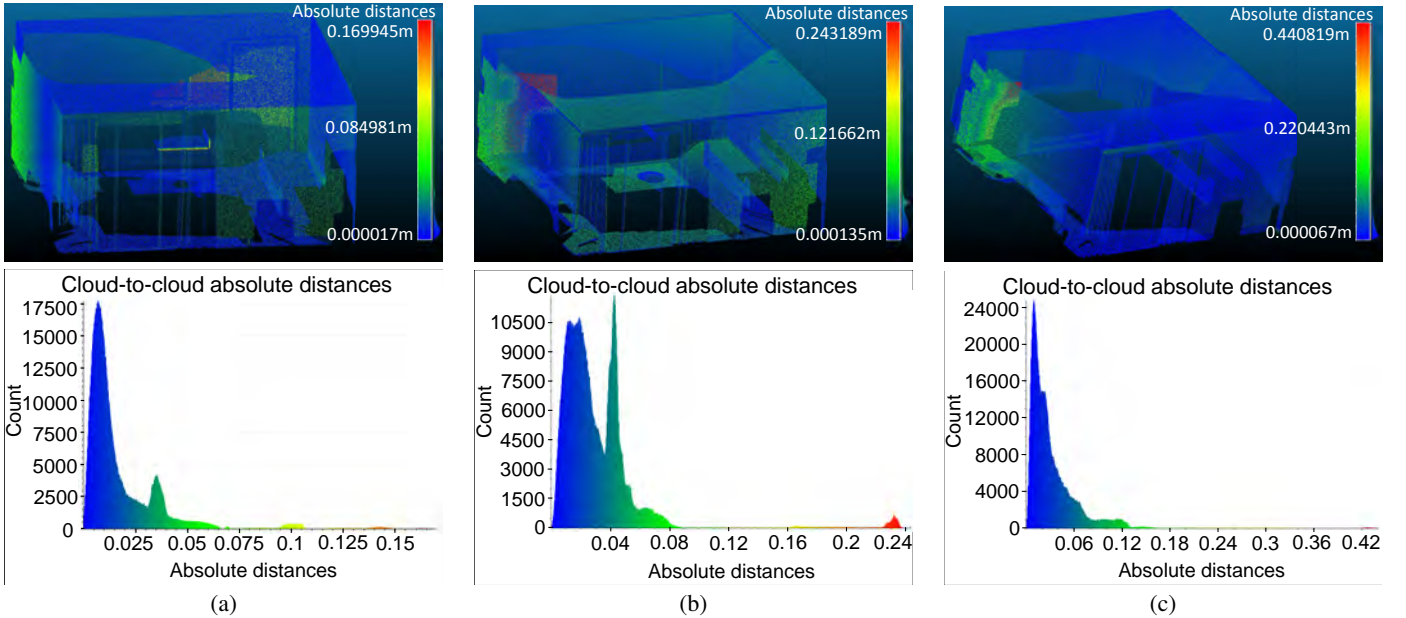 Absolute distances
0.169945m
0.084981m
0.000017m
Absolute distances
0.243189m
0.121662m
0.000135m
Absolute distances
0.440819m
0.220443m
0.000067m
Cloud-to-cloud absolute distances
17500
15000
12500
10000
7500
5000
2500
0
Count
0.025 0.05 0.075 0.1 0.125 0.15
Absolute distances
Cloud-to-cloud absolute distances
10500
9000
7500
6000
4500
3000
1500
0
Count
0.04 0.08 0.12 0.16 0.2 0.24
Absolute distances
Cloud-to-cloud absolute distances
24000
20000
16000
12000
8000
4000
0
Count
0.06 0.12 0.18 0.24 0.3 0.36 0.42
Absolute distances
(a)
(b)
(c)